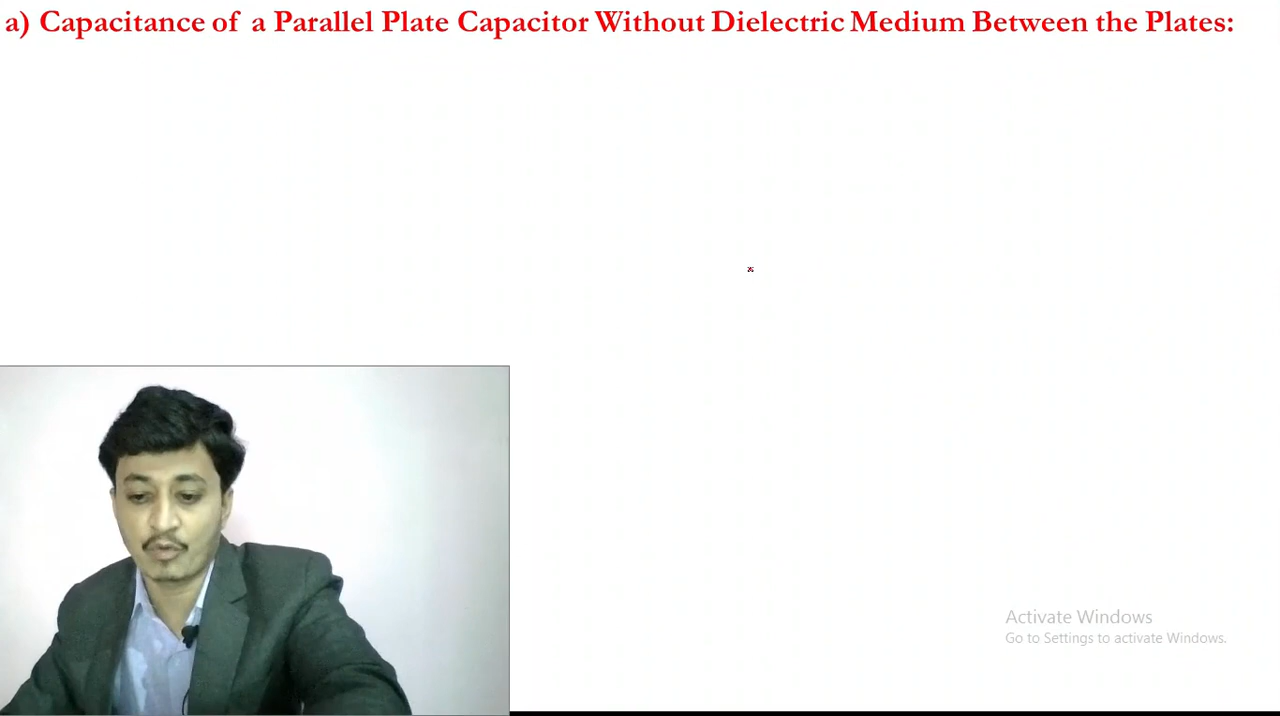 a) Capacitance of a Parallel Plate Capacitor Without Dielectric Medium Between the Plates:
Activate Windows
Go to Settings to activate Windows.